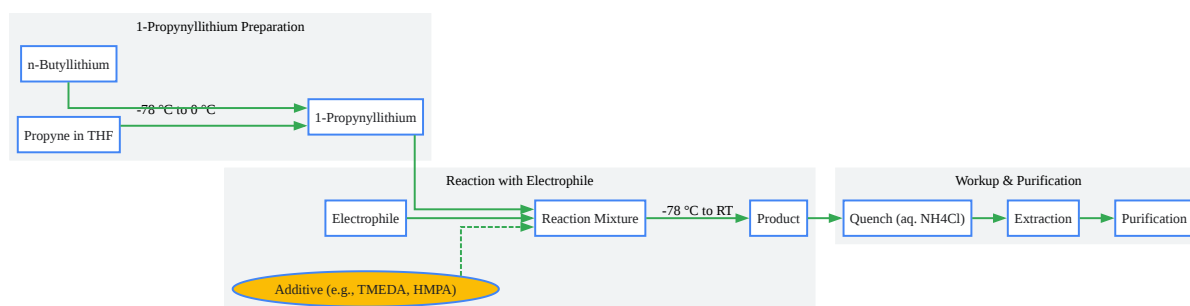 1-Propynyllithium Preparation
n-Butyllithium
-78 °C to 0 °C
Propyne in THF
1-Propynyllithium
Reaction with Electrophile
Electrophile
Reaction Mixture
-78 °C to RT
Product
Additive (e.g., TMEDA, HMPA)
Workup & Purification
Quench (aq. NH4Cl)
Extraction
Purification